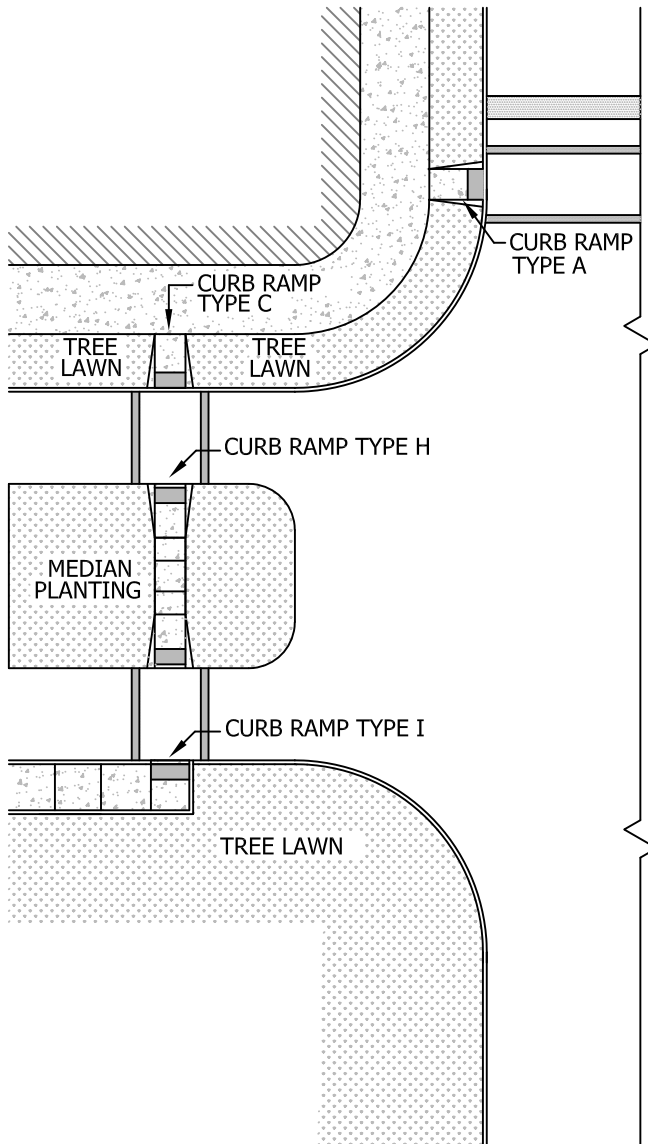 CURB RAMP
TYPE A
CURB RAMP
TYPE C
TREE
LAWN
TREE
LAWN
CURB RAMP TYPE H
MEDIAN
PLANTING
CURB RAMP TYPE I
TREE LAWN